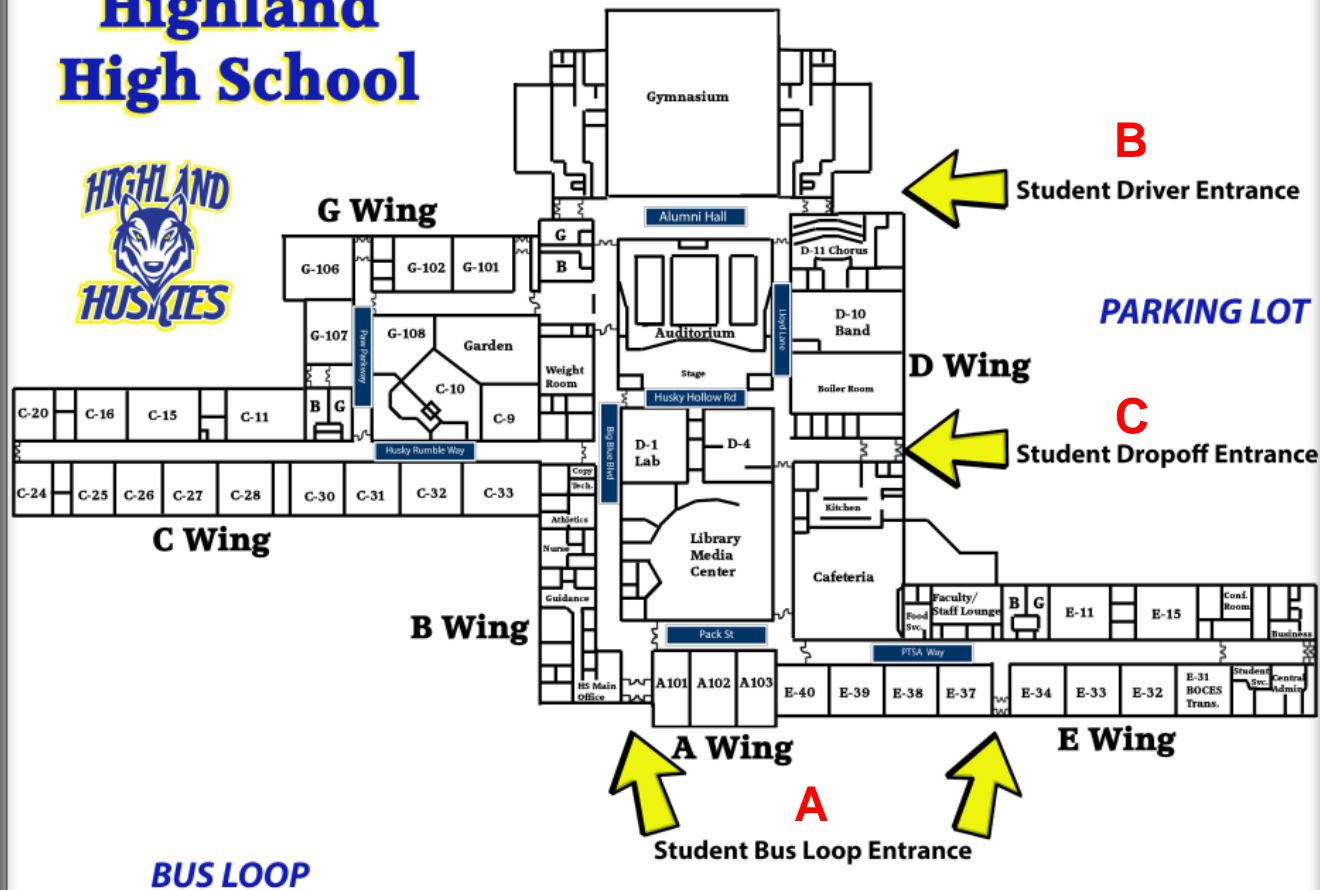 Highland
High School
HIGHLAND
HUSKIES
Gymnasium
B
Student Driver Entrance
Alumni Hall
G Wing
G
B
G-106
G-102
G-101
D-11 Chorus
PARKING LOT
G-107
Paw Parkway
G-108
Garden
Auditorium
Lloyd Lane
D-10
Band
D Wing
Weight
Room
Stage
Boiler Room
C-10
C-9
Husky Hollow Rd
C-20
C-16
C-15
C-11
B
G
Big Blue Blvd
D-1
Lab
D-4
C
Student Dropoff Entrance
Husky Rumble Way
C-24
C-25
C-26
C-27
C-28
C-30
C-31
C-32
C-33
Copy
Tech.
Athletics
Kitchen
C Wing
Nurse
Library
Media
Center
Cafeteria
Guidance
B Wing
Food
Svc.
Faculty/
Staff Lounge
B
G
E-11
E-15
Conf.
Room
Business
Pack St
PTSA Way
HS Main
Office
A101
A102
A103
E-40
E-39
E-38
E-37
E-34
E-33
E-32
E-31
BOCES
Trans.
Student
Svc.
Central
Admin
A Wing
E Wing
A
Student Bus Loop Entrance
BUS LOOP